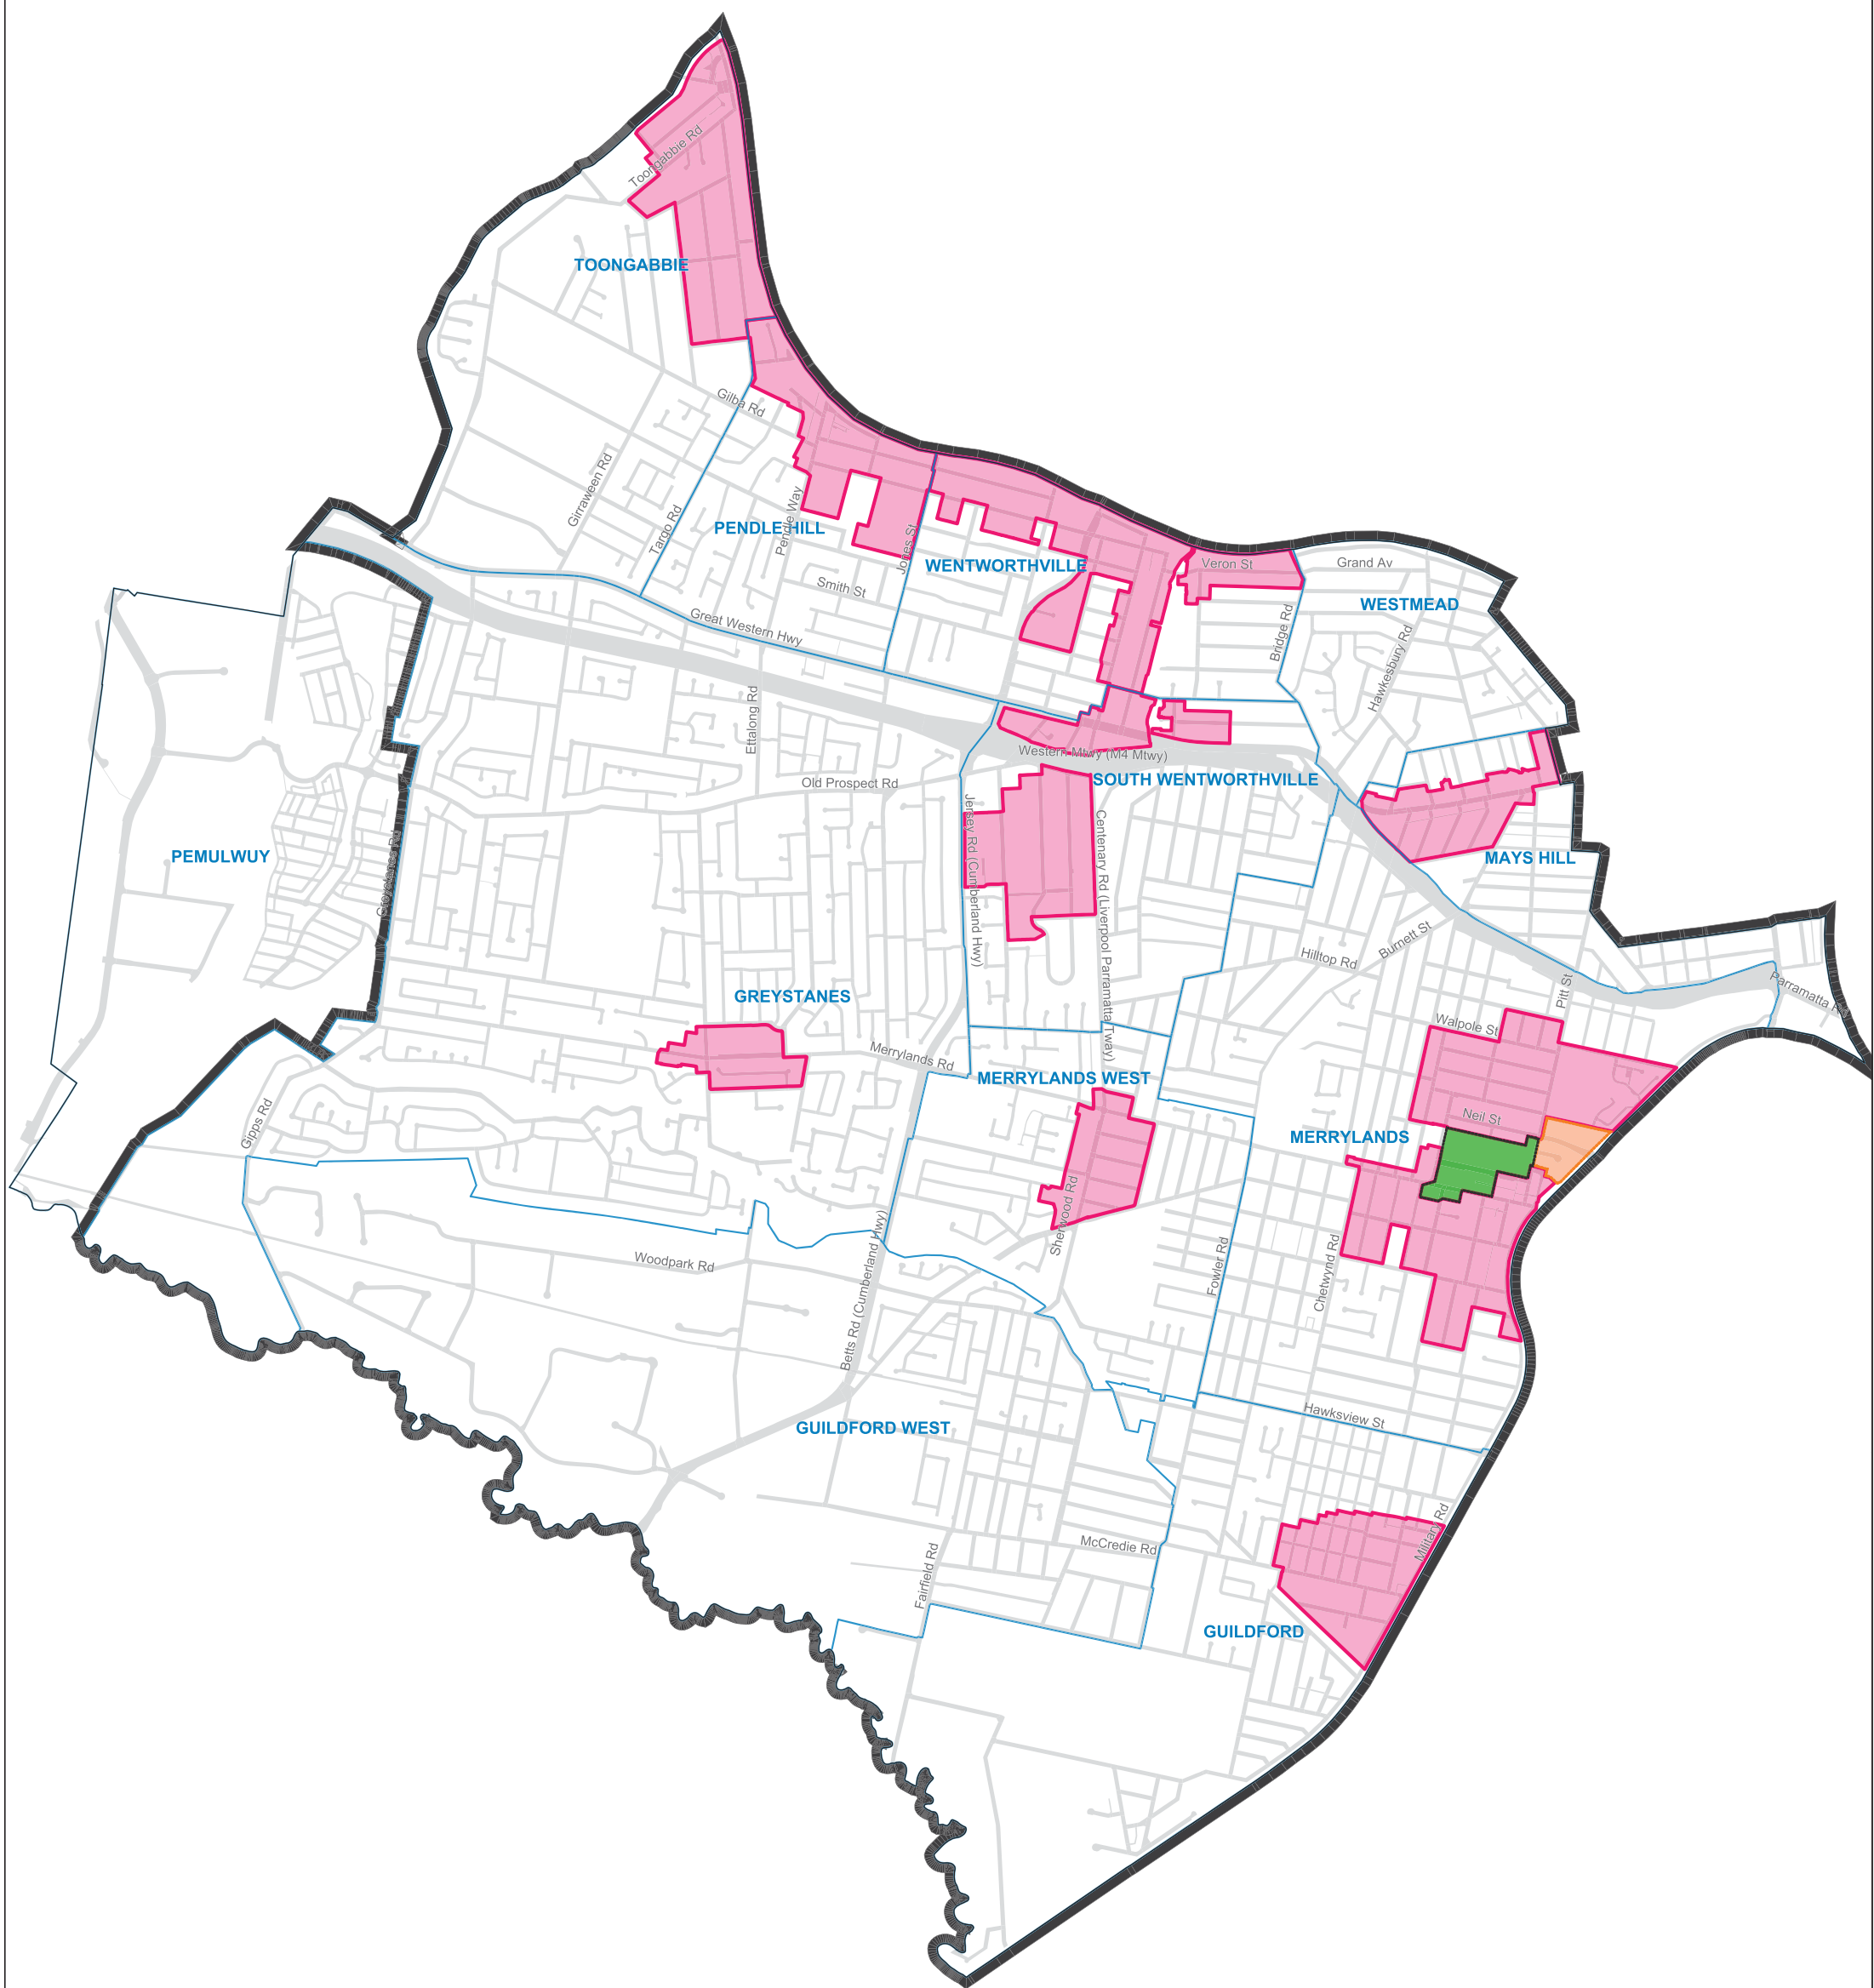 Toongabbie Rd
TOONGABBIE
Gilba Rd
Girraween Rd
Targo Rd
Pendle Way
PENDLE HILL
Jones St
WENTWORTHVILLE
Veron St
Grand Av
WESTMEAD
Smith St
Great Western Hwy
Bridge Rd
Hawkesbury Rd
Ettalong Rd
Western Mtwy (M4 Mtwy)
SOUTH WENTWORTHVILLE
Old Prospect Rd
Jersey Rd (Cumberland Hwy)
Centenary Rd (Liverpool Parramatta Tway)
PEMULWUY
Greystanes Rd
MAYS HILL
Burnett St
Hilltop Rd
Pitt St
Parramatta Rd
GREYSTANES
Walpole St
Merrylands Rd
MERRYLANDS WEST
Gipps Rd
Neil St
MERRYLANDS
Sherwood Rd
Woodpark Rd
Betts Rd (Cumberland Hwy)
Fowler Rd
Chetwynd Rd
Hawksview St
GUILDFORD WEST
Military Rd
McCredie Rd
Fairfield Rd
GUILDFORD